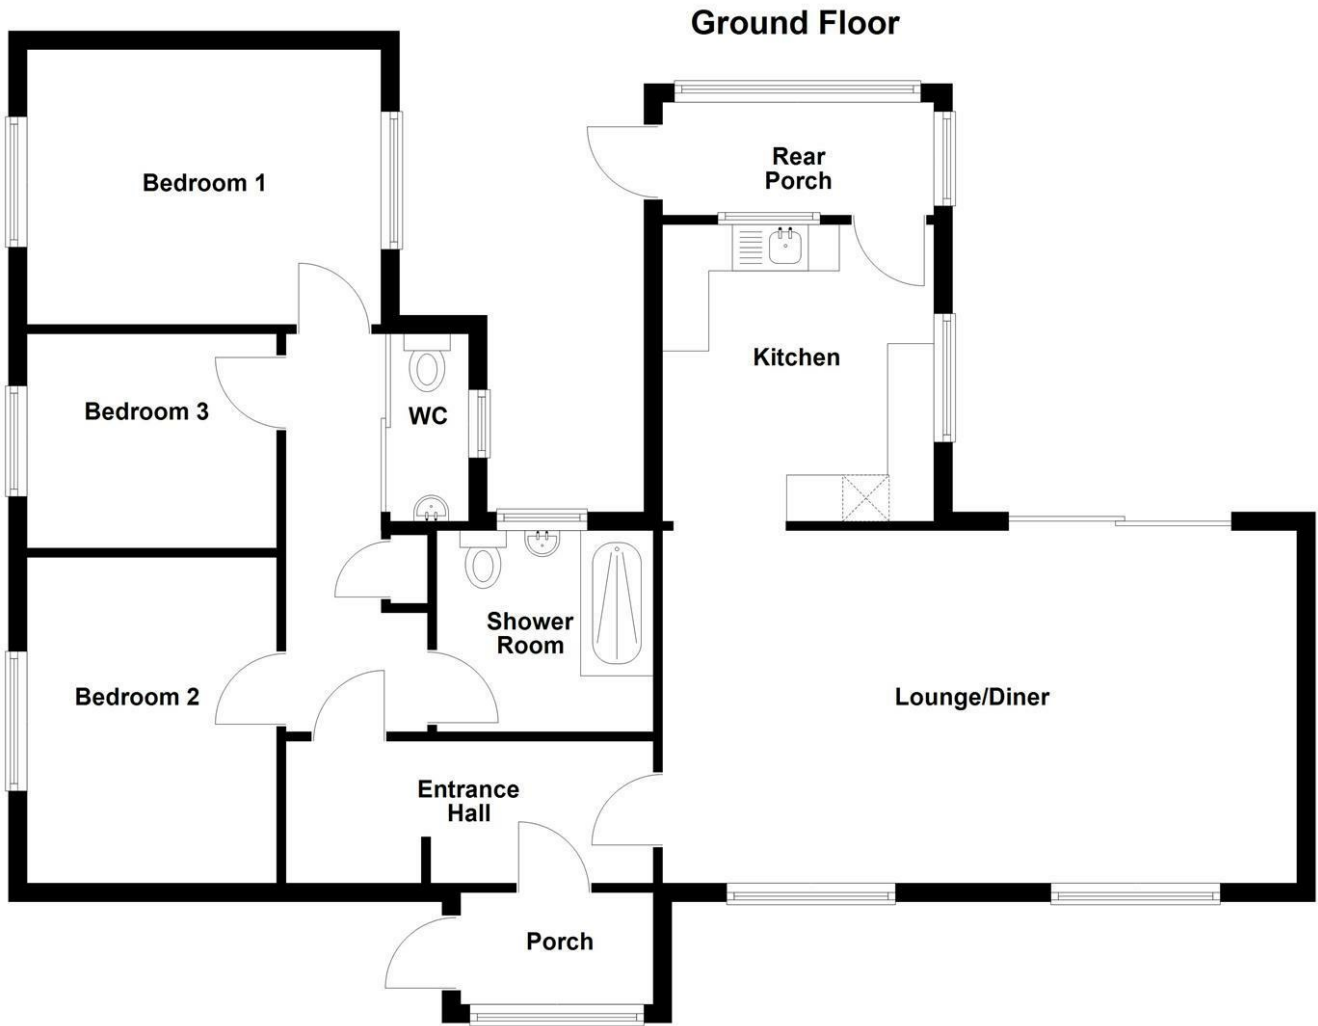 Ground Floor
Bedroom 1
Rear
Porch
Kitchen
Bedroom 3
WC
Shower
Room
Bedroom 2
Lounge/Diner
Entrance
Hall
Porch